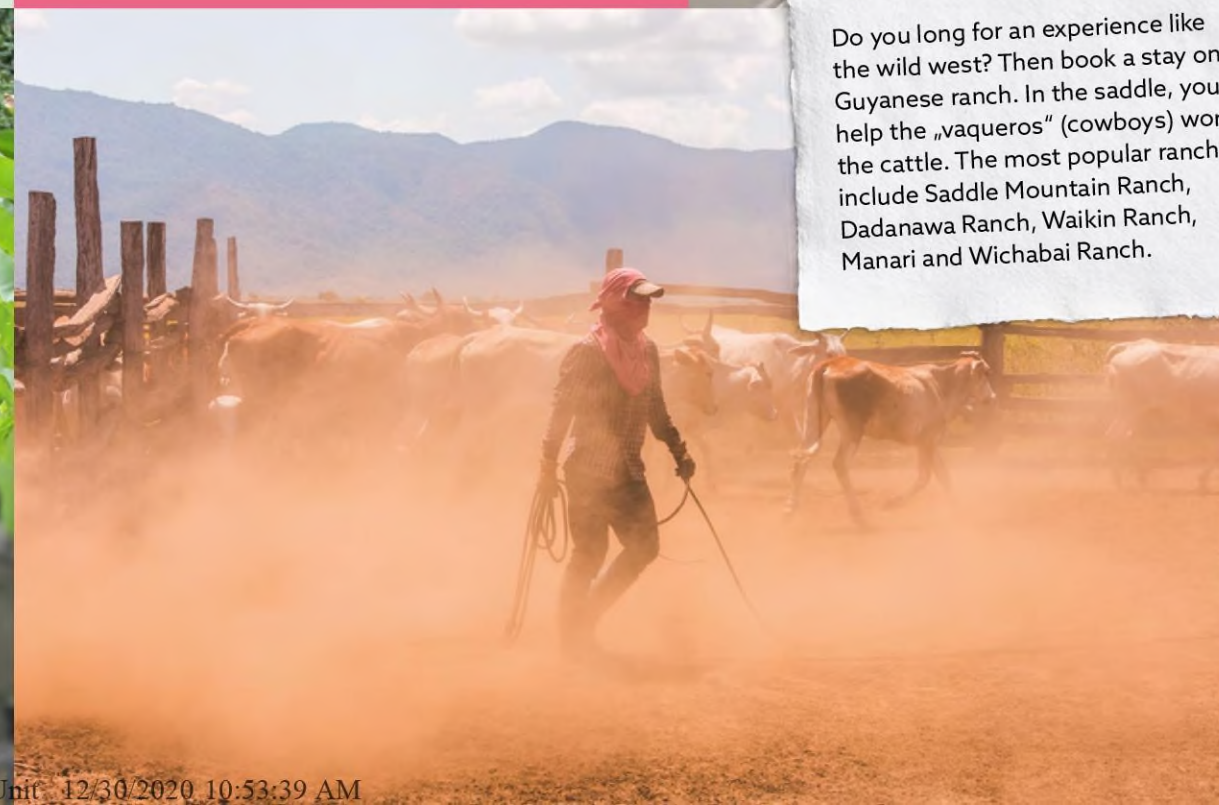 Do you long for an experience like
the wild west? Then book a stay on
Guyanese ranch. In the saddle, you
help the „vaqueros“ (cowboys)
the cattle. The most popular
include Saddle Mountain Ranch,
Dadanawa Ranch, Waikin Ranch,
Manari and Wichabai Ranch.
12/30/2020 10:53:39 AM